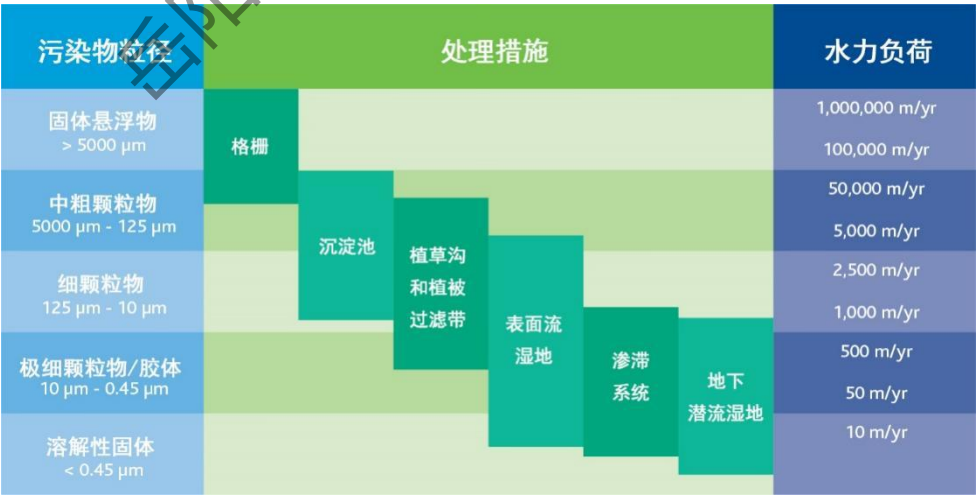 污染物粒径
处理措施
水力负荷
固体悬浮物
> 5000 μm
格栅
1,000,000 m/yr
100,000 m/yr
中粗颗粒物
5000 μm - 125 μm
沉淀池
50,000 m/yr
5,000 m/yr
植草沟
和植被
过滤带
细颗粒物
125 μm - 10 μm
表面流
湿地
2,500 m/yr
1,000 m/yr
极细颗粒物/胶体
10 μm - 0.45 μm
渗滞
系统
地下
潜流湿地
500 m/yr
50 m/yr
溶解性固体
< 0.45 μm
10 m/yr
岳阳